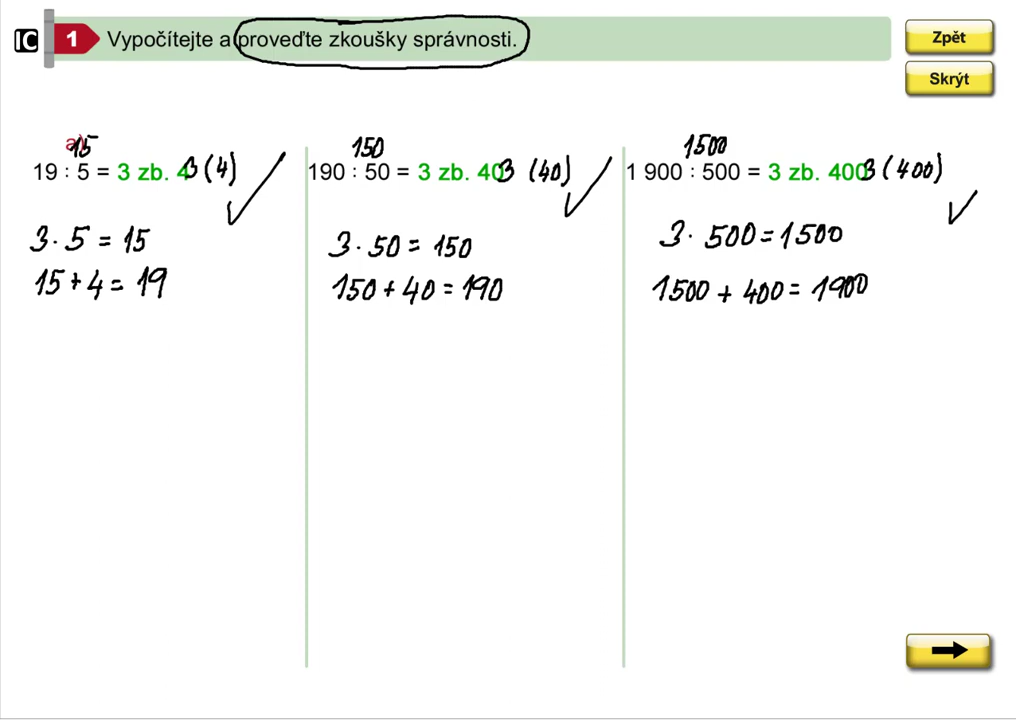 1 Vypočítejte a proveďte zkoušky správnosti.
Zpět
Skrýt
a)
15
19 : 5 = 3 zb. 4 3 (4)
3 · 5 = 15
15 + 4 = 19
150
190 : 50 = 3 zb. 40 3 (40)
3 · 50 = 150
150 + 40 = 190
1500
1 900 : 500 = 3 zb. 400 3 (400)
3 · 500 = 1500
1500 + 400 = 1900